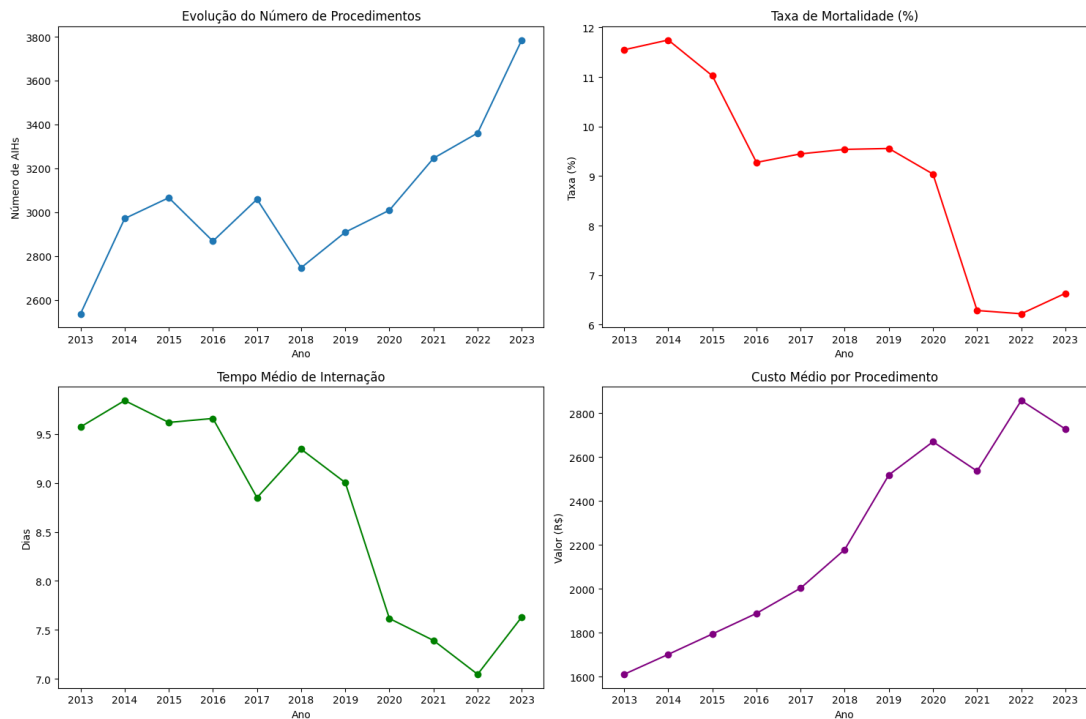 Evolução do Número de Procedimentos
3800
3600
3400
3200
3000
2800
2600
Número de AIHs
2013 2014 2015 2016 2017 2018 2019 2020 2021 2022 2023
Ano
Taxa de Mortalidade (%)
12
11
10
9
8
7
6
Taxa (%)
2013 2014 2015 2016 2017 2018 2019 2020 2021 2022 2023
Ano
Tempo Médio de Internação
9.5
9.0
8.5
8.0
7.5
7.0
Dias
2013 2014 2015 2016 2017 2018 2019 2020 2021 2022 2023
Ano
Custo Médio por Procedimento
2800
2600
2400
2200
2000
1800
1600
Valor (R$)
2013 2014 2015 2016 2017 2018 2019 2020 2021 2022 2023
Ano